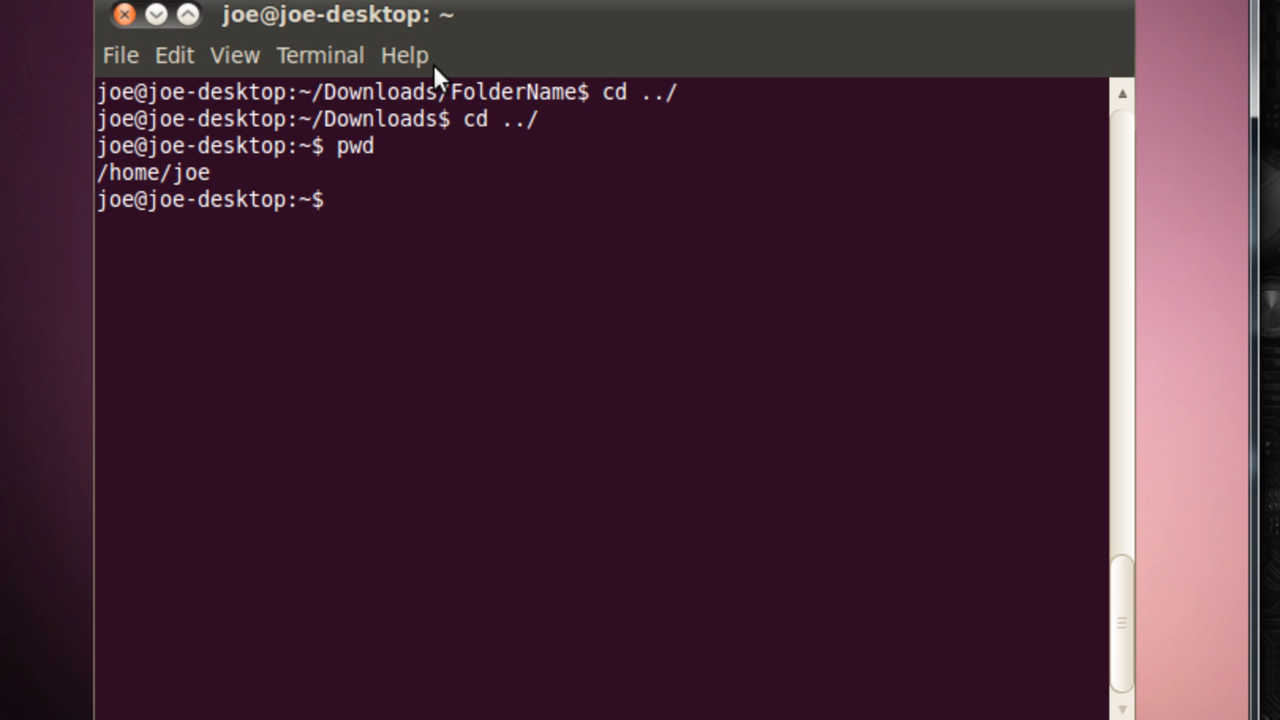 joe@joe-desktop: ~
File Edit View Terminal Help
joe@joe-desktop:~/Downloads/FolderName$ cd ../
joe@joe-desktop:~/Downloads$ cd ../
joe@joe-desktop:~$ pwd
/home/joe
joe@joe-desktop:~$